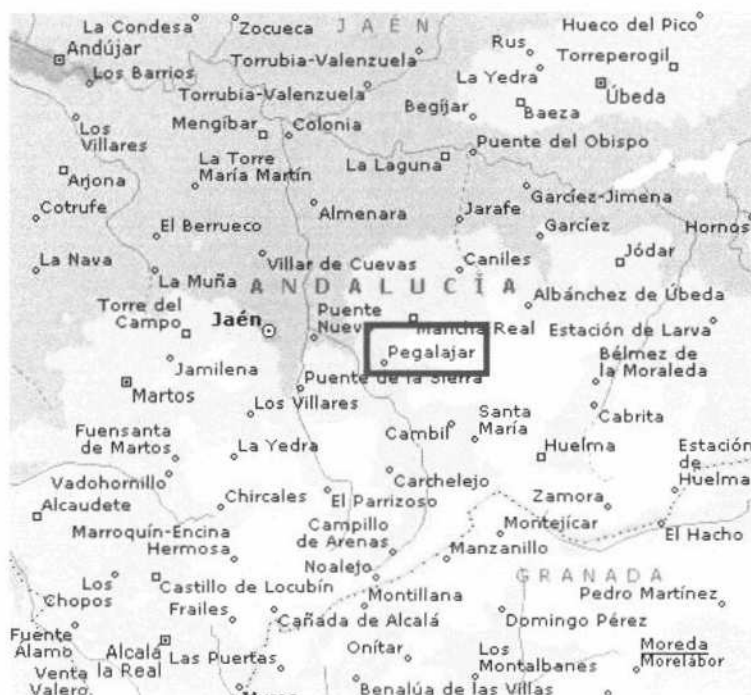 La Condesa
Zocueca
JAÉN
Hueco del Pico
Andújar
Torrubia-Valenzuela
Rus
Torreperogil
Los Barrios
La Yedra
Torrubia-Valenzuela
Úbeda
Begíjar
Baeza
Los
Villares
Mengíbar
Colonia
Puente del Obispo
La Torre
María Martín
La Laguna
Arjona
Garcíez-Jimena
Cotrufe
Almenara
Jarafe
El Berrueco
Garcíez
Hornos
La Nava
Villar de Cuevas
Caniles
Jódar
La Muña
ANDALUCÍA
Albánchez de Úbeda
Torre del
Campo
Jaén
Puente
Nuev
Mancha Real
Estación de Larva
Pegalajar
Jamilena
Bélmez de
la Moraleda
Puente de la Sierra
Martos
Los Villares
Cabrita
Fuensanta
de Martos
La Yedra
Cambil
Santa
María
Huelma
Estación
de
Huelma
Vadohornillo
Carchelejo
Alcaudete
Chircales
El Parrizoso
Zamora
Marroquín-Encina
Hermosa
Campillo
de Arenas
Montejícar
El Hacho
Manzanillo
Noalejo
GRANADA
Los
Chopos
Castillo de Locubín
Montillana
Pedro Martínez
Frailes
Cañada de Alcalá
Domingo Pérez
Fuente
Álamb
Alcalá
la Real
Las Puertas
Onítar
Los
Montalbanes
Moreda
Morelábor
Venta
Valero,
Benalúa de las Villas